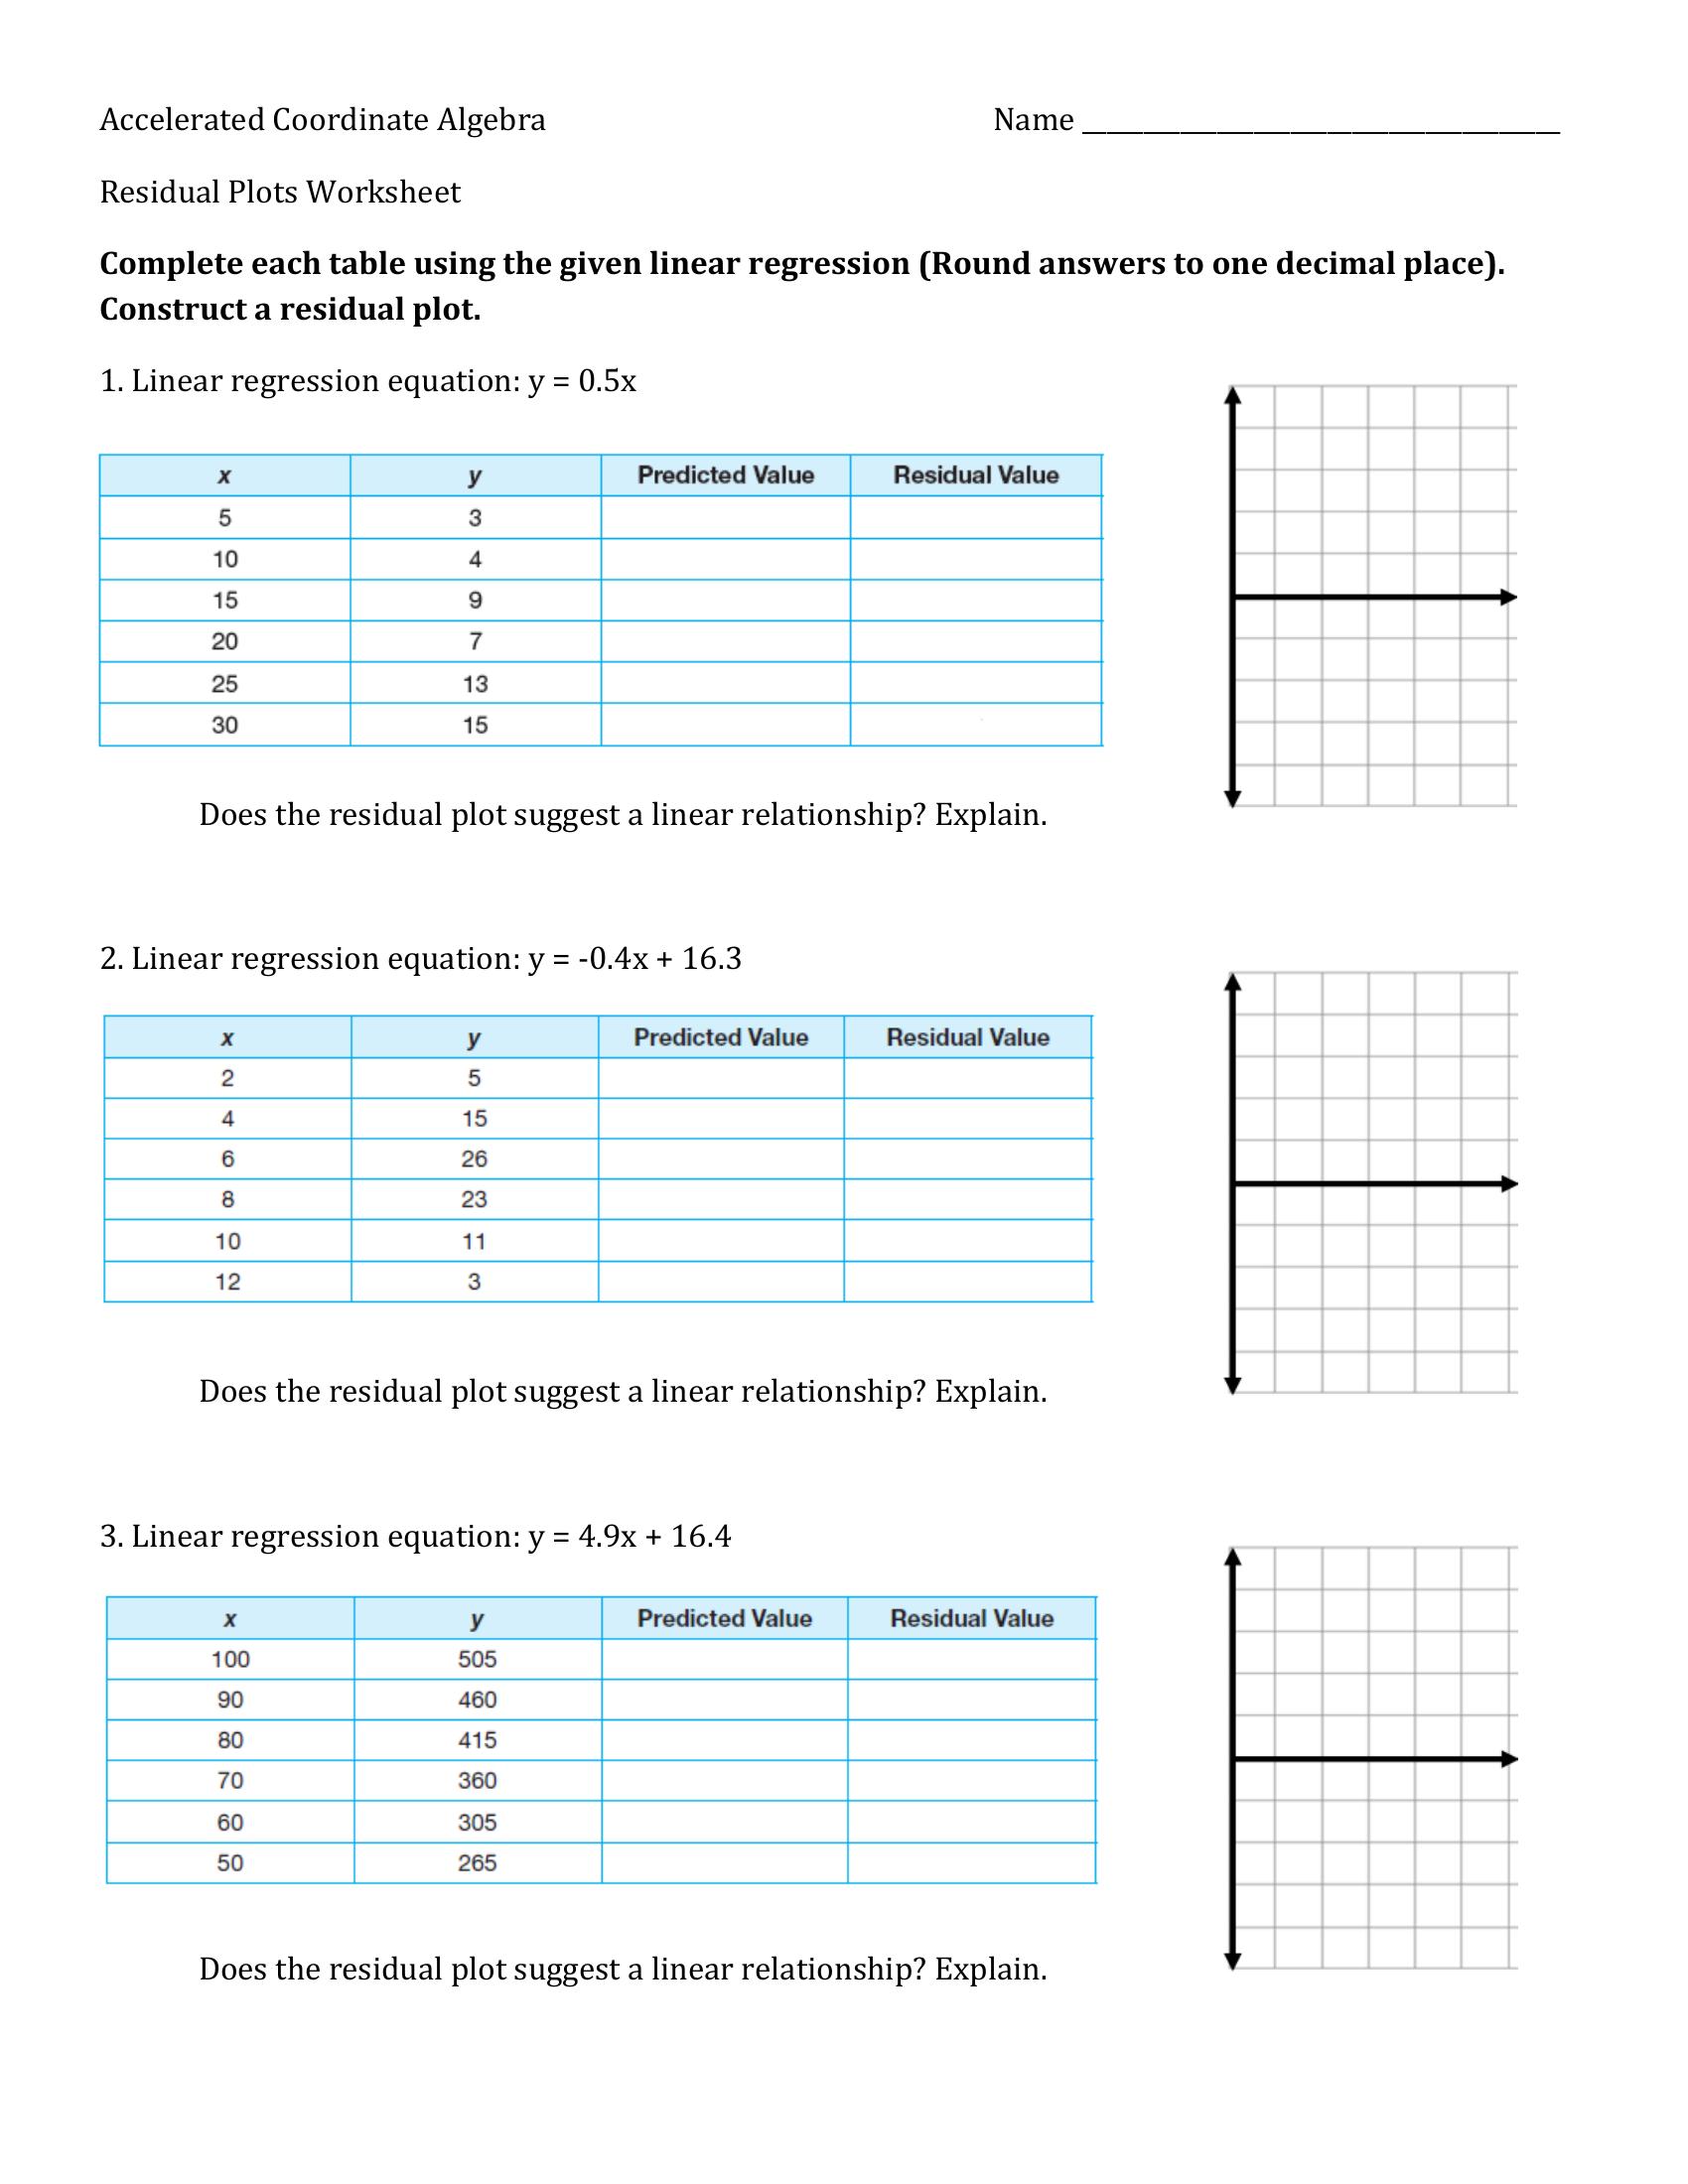 Accelerated Coordinate Algebra Name ______________________________
Residual Plots Worksheet
Complete each table using the given linear regression (Round answers to one decimal place).
Construct a residual plot.
1. Linear regression equation: y = 0.5x
x y Predicted Value Residual Value
5 3
10 4
15 9
20 7
25 13
30 15
Does the residual plot suggest a linear relationship? Explain.
2. Linear regression equation: y = -0.4x + 16.3
x y Predicted Value Residual Value
2 5
4 15
6 26
8 23
10 11
12 3
Does the residual plot suggest a linear relationship? Explain.
3. Linear regression equation: y = 4.9x + 16.4
x y Predicted Value Residual Value
100 505
90 460
80 415
70 360
60 305
50 265
Does the residual plot suggest a linear relationship? Explain.